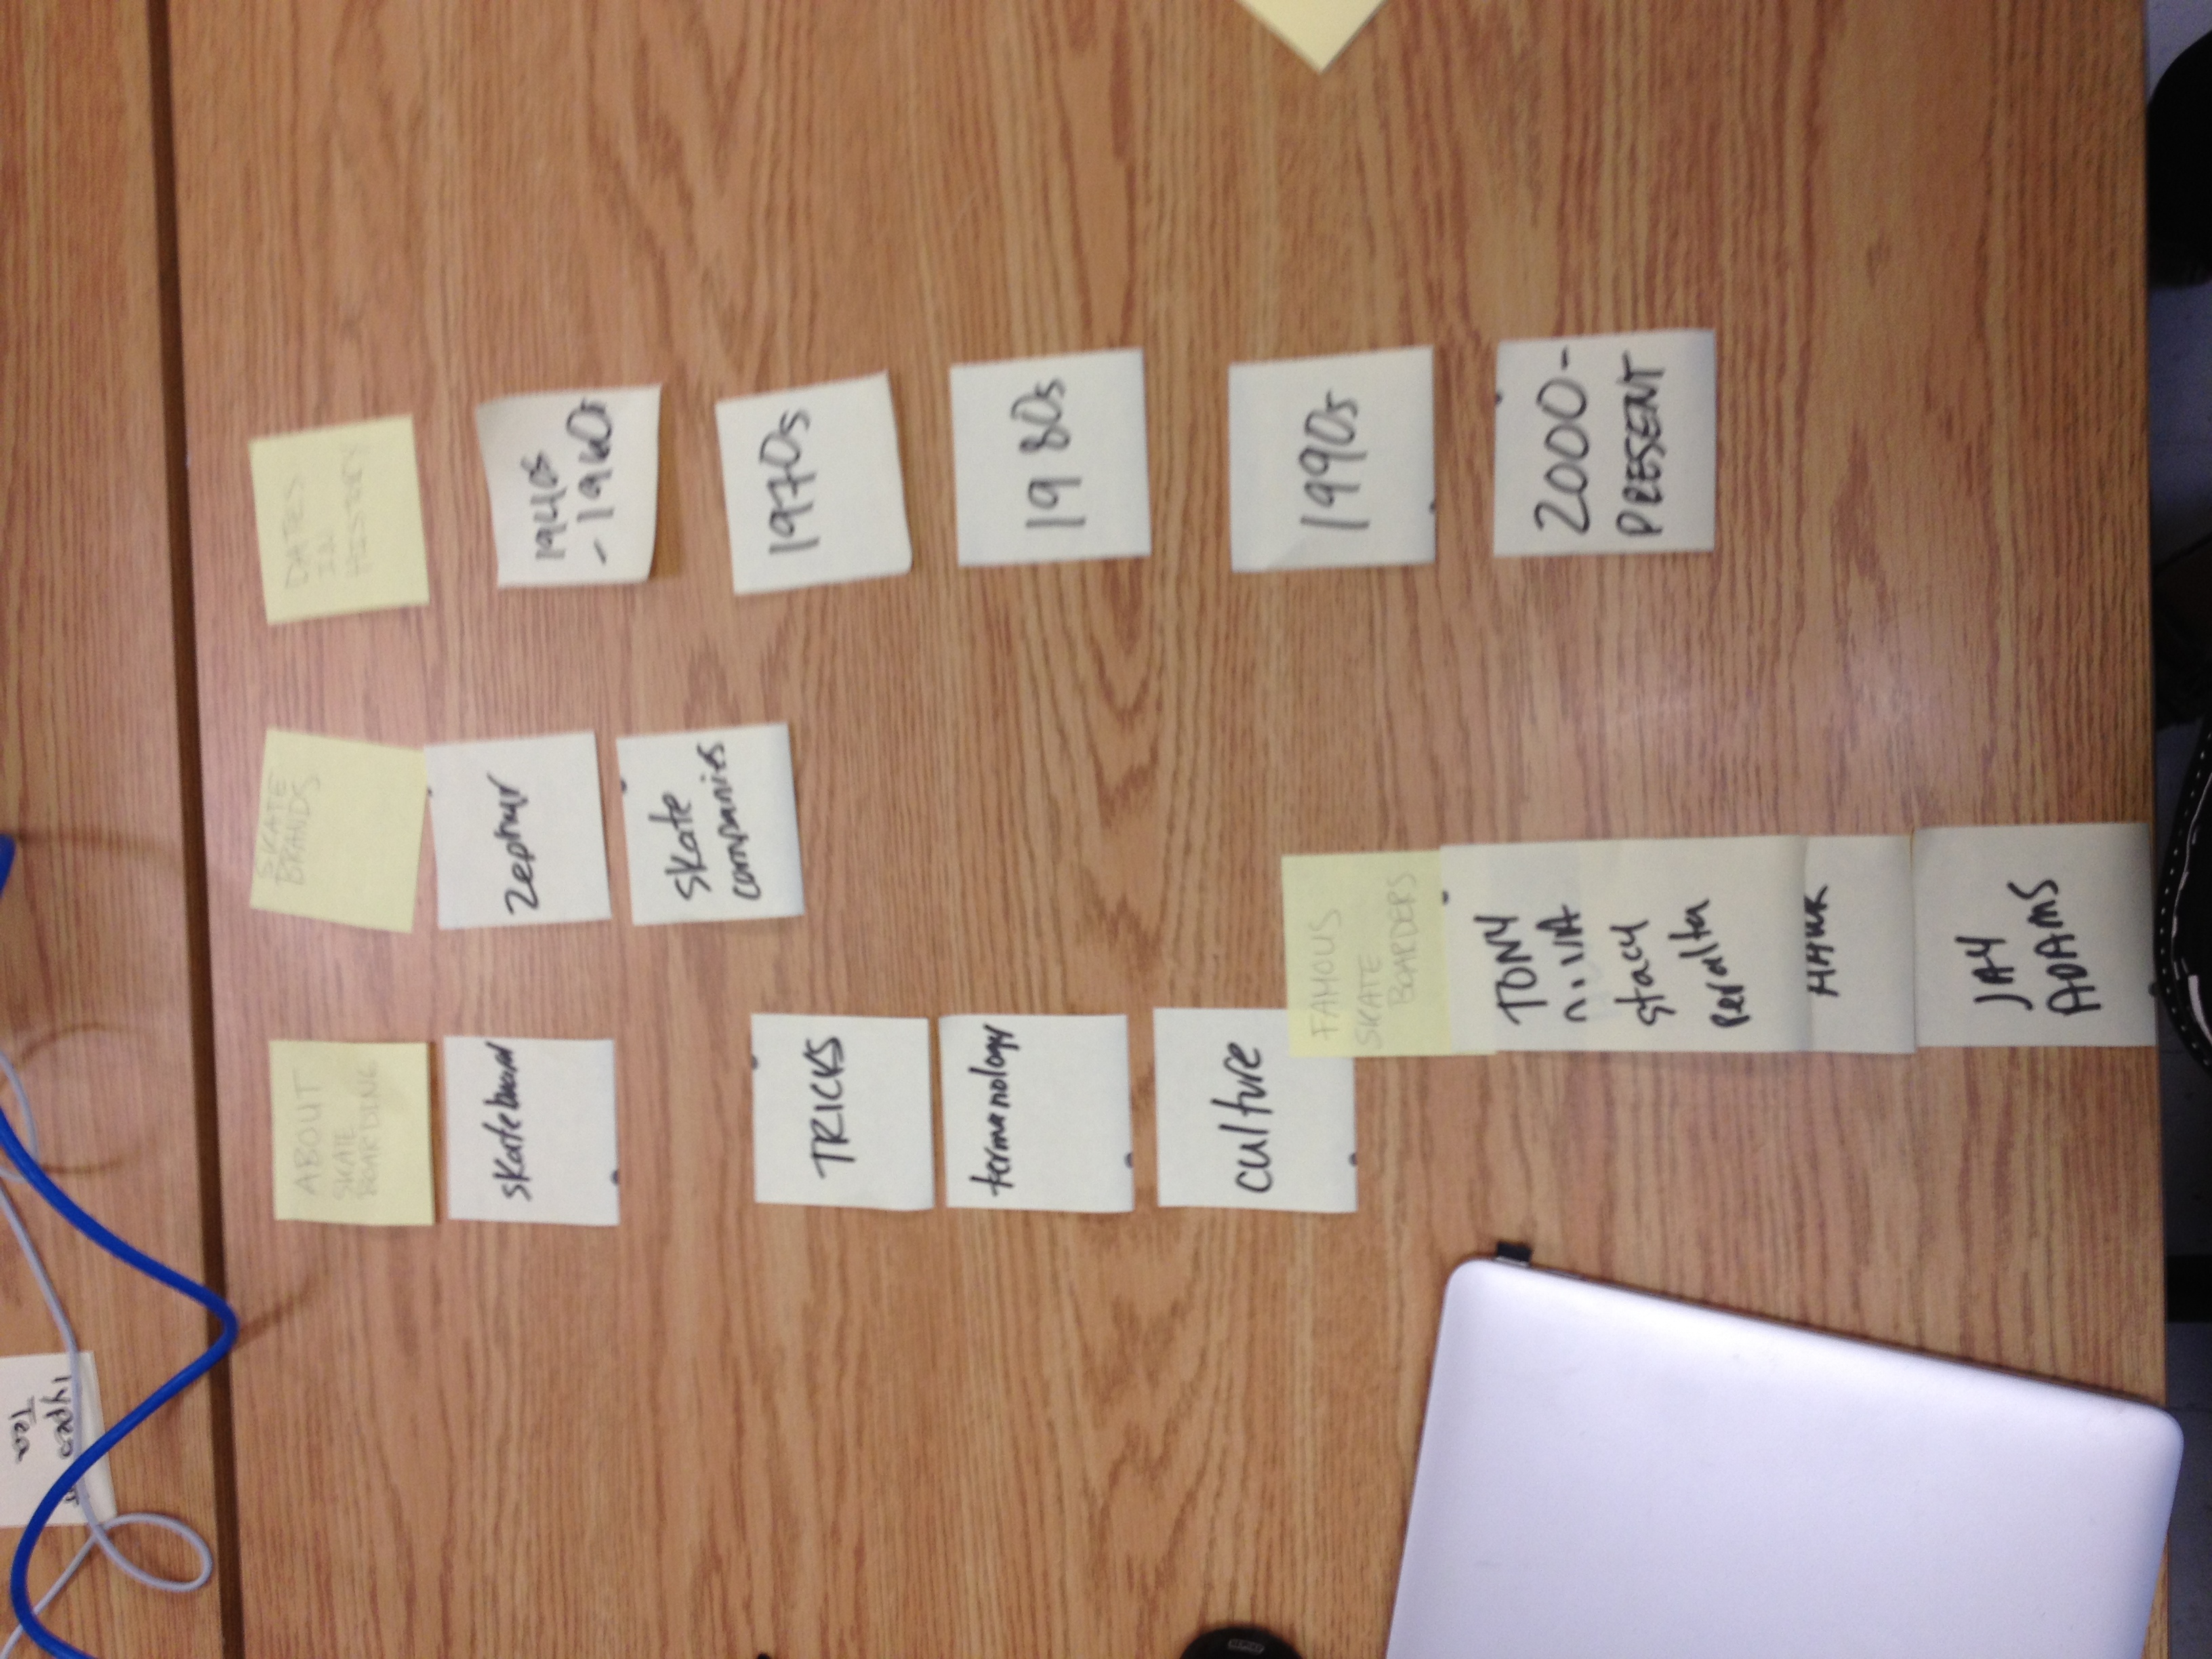 Types of
Tea
ABOUT
SKATE
BOARDING
skateboard
TRICKS
termanology
culture
SKATE
BRANDS
Zephyr
skate
companies
DATES
IN
HISTORY
1940s
-1960s
1970s
1980s
1990s
2000-
PRESENT
FAMOUS
SKATE
BOARDERS
TONY
stacy
peralta
HAWK
JAY
ADAMS